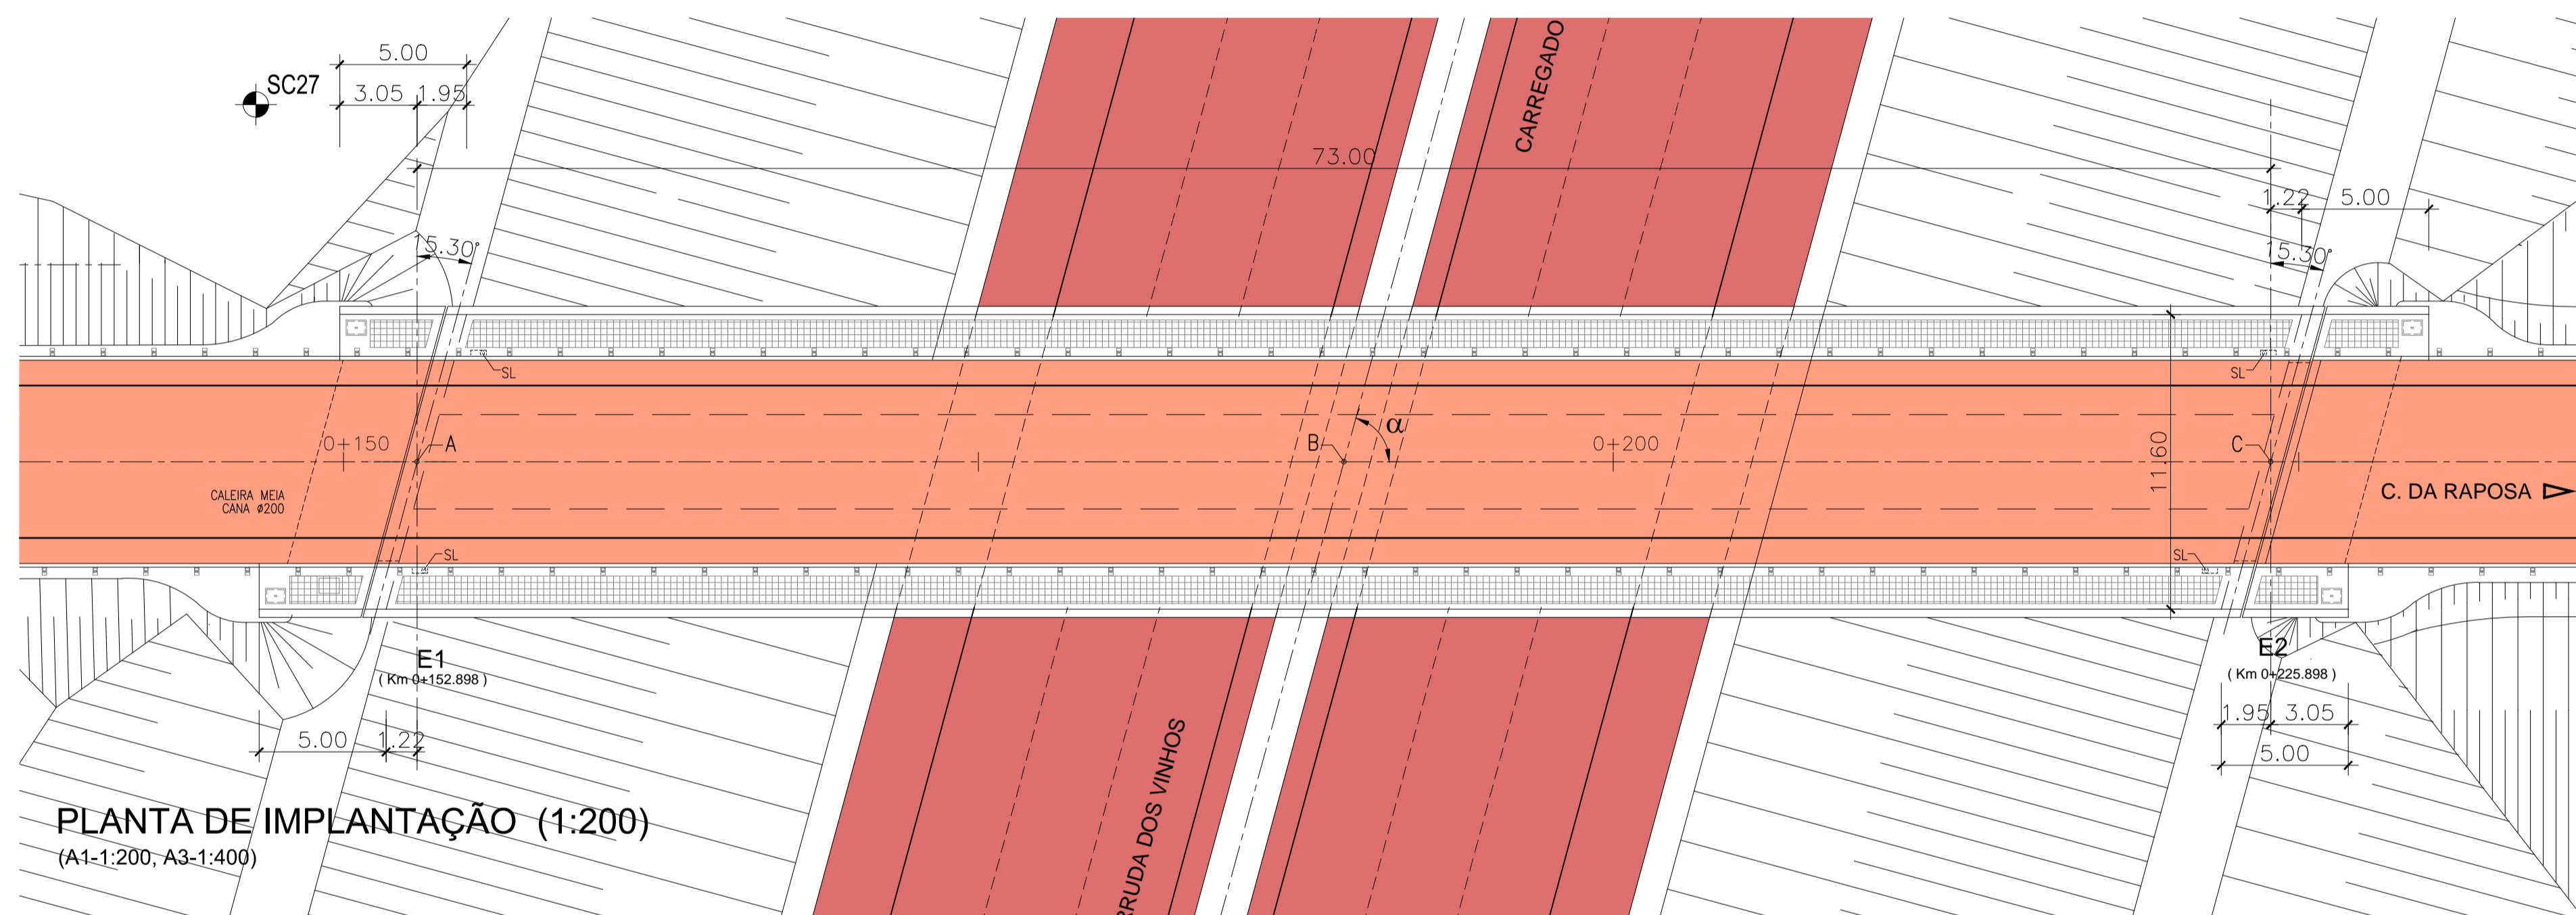 5.00
SC27
3.05
1.95
CARREGADO
73.00
1.22
5.00
15.30°
15.30°
SL
SL
0+150
A
B
α
0+200
C
11.60
CALEIRA MEIA
CANA ø200
C. DA RAPOSA
SL
SL
E1
( Km 0+152.898 )
E2
( Km 0+225.898 )
5.00
1.22
1.95
3.05
5.00
RRUDA DOS VINHOS
PLANTA DE IMPLANTAÇÃO (1:200)
(A1-1:200, A3-1:400)